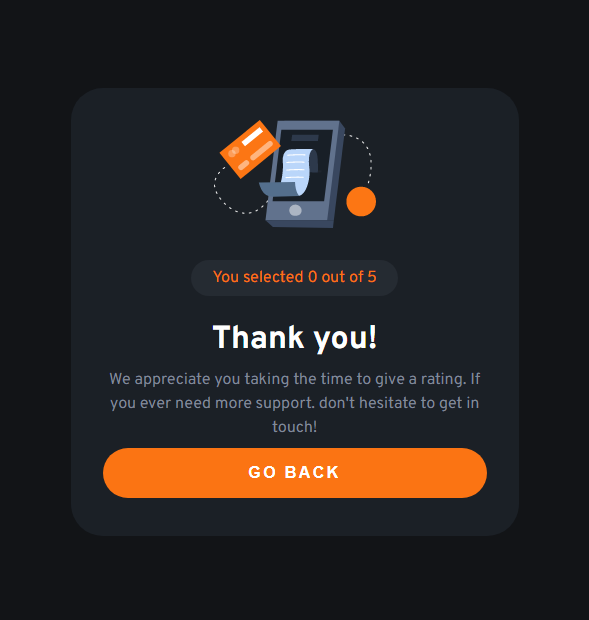 You selected 0 out of 5
Thank you!
We appreciate you taking the time to give a rating. If
you ever need more support. don't hesitate to get in
touch!
GO BACK